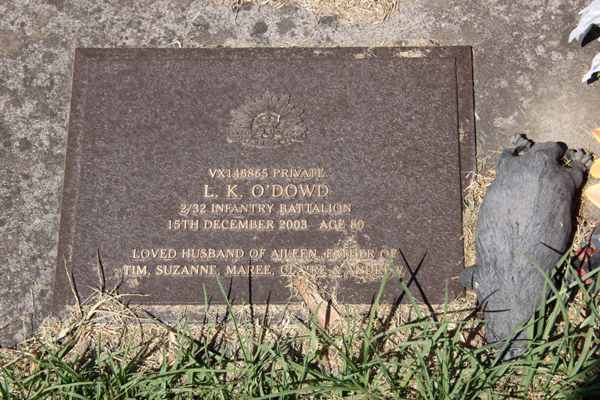 VX146865 PRIVATE
L. K. O'DOWD
2/32 INFANTRY BATTALION
15TH DECEMBER 2003 AGE 80
LOVED HUSBAND OF AILEEN, FATHER OF
TIM, SUZANNE, MAREE, CLAIRE & ANDREW